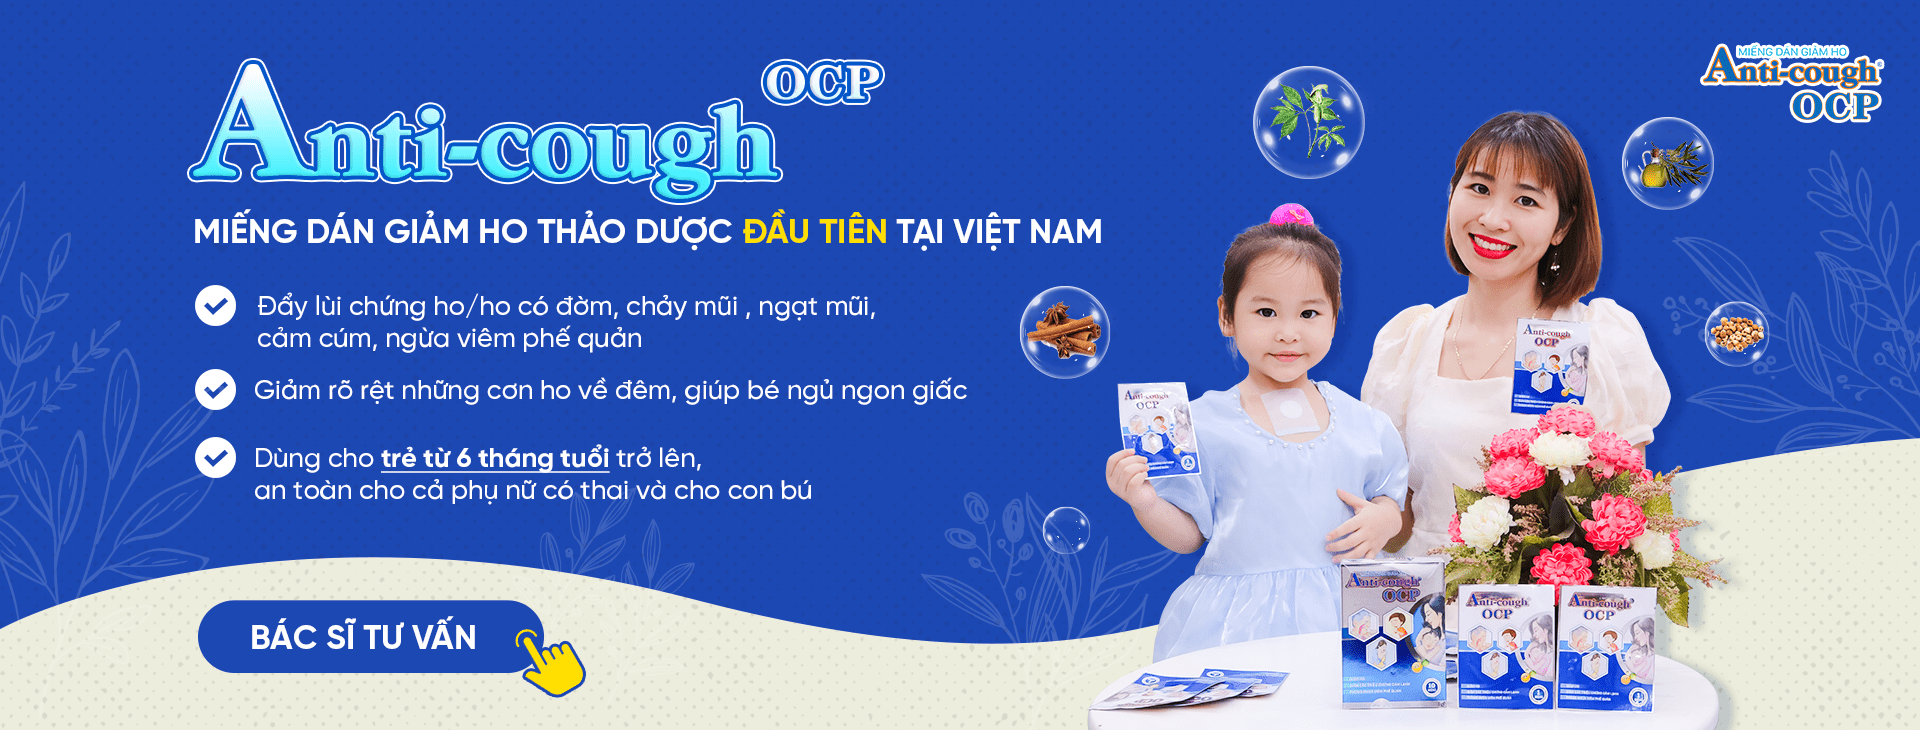 OCP
Anti-cough
MIẾNG DÁN GIẢM HO THẢO DƯỢC ĐẦU TIÊN TẠI VIỆT NAM
Đẩy lùi chứng ho/ho có đờm, chảy mũi , ngạt mũi,
cảm cúm, ngừa viêm phế quản
Giảm rõ rệt những cơn ho về đêm, giúp bé ngủ ngon giấc
Dùng cho trẻ từ 6 tháng tuổi trở lên,
an toàn cho cả phụ nữ có thai và cho con bú
BÁC SĨ TƯ VẤN
MIẾNG DÁN GIẢM HO
Anti-cough®
OCP
Anti-cough
OCP
Anti-cough
OCP
Anti-cough
OCP
Anti-cough
OCP
Anti-cough
OCP